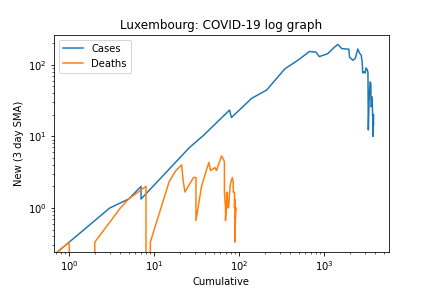 Luxembourg: COVID-19 log graph
Cases
Deaths
New (3 day SMA)
10²
10¹
10⁰
10⁰ 10¹ 10² 10³
Cumulative